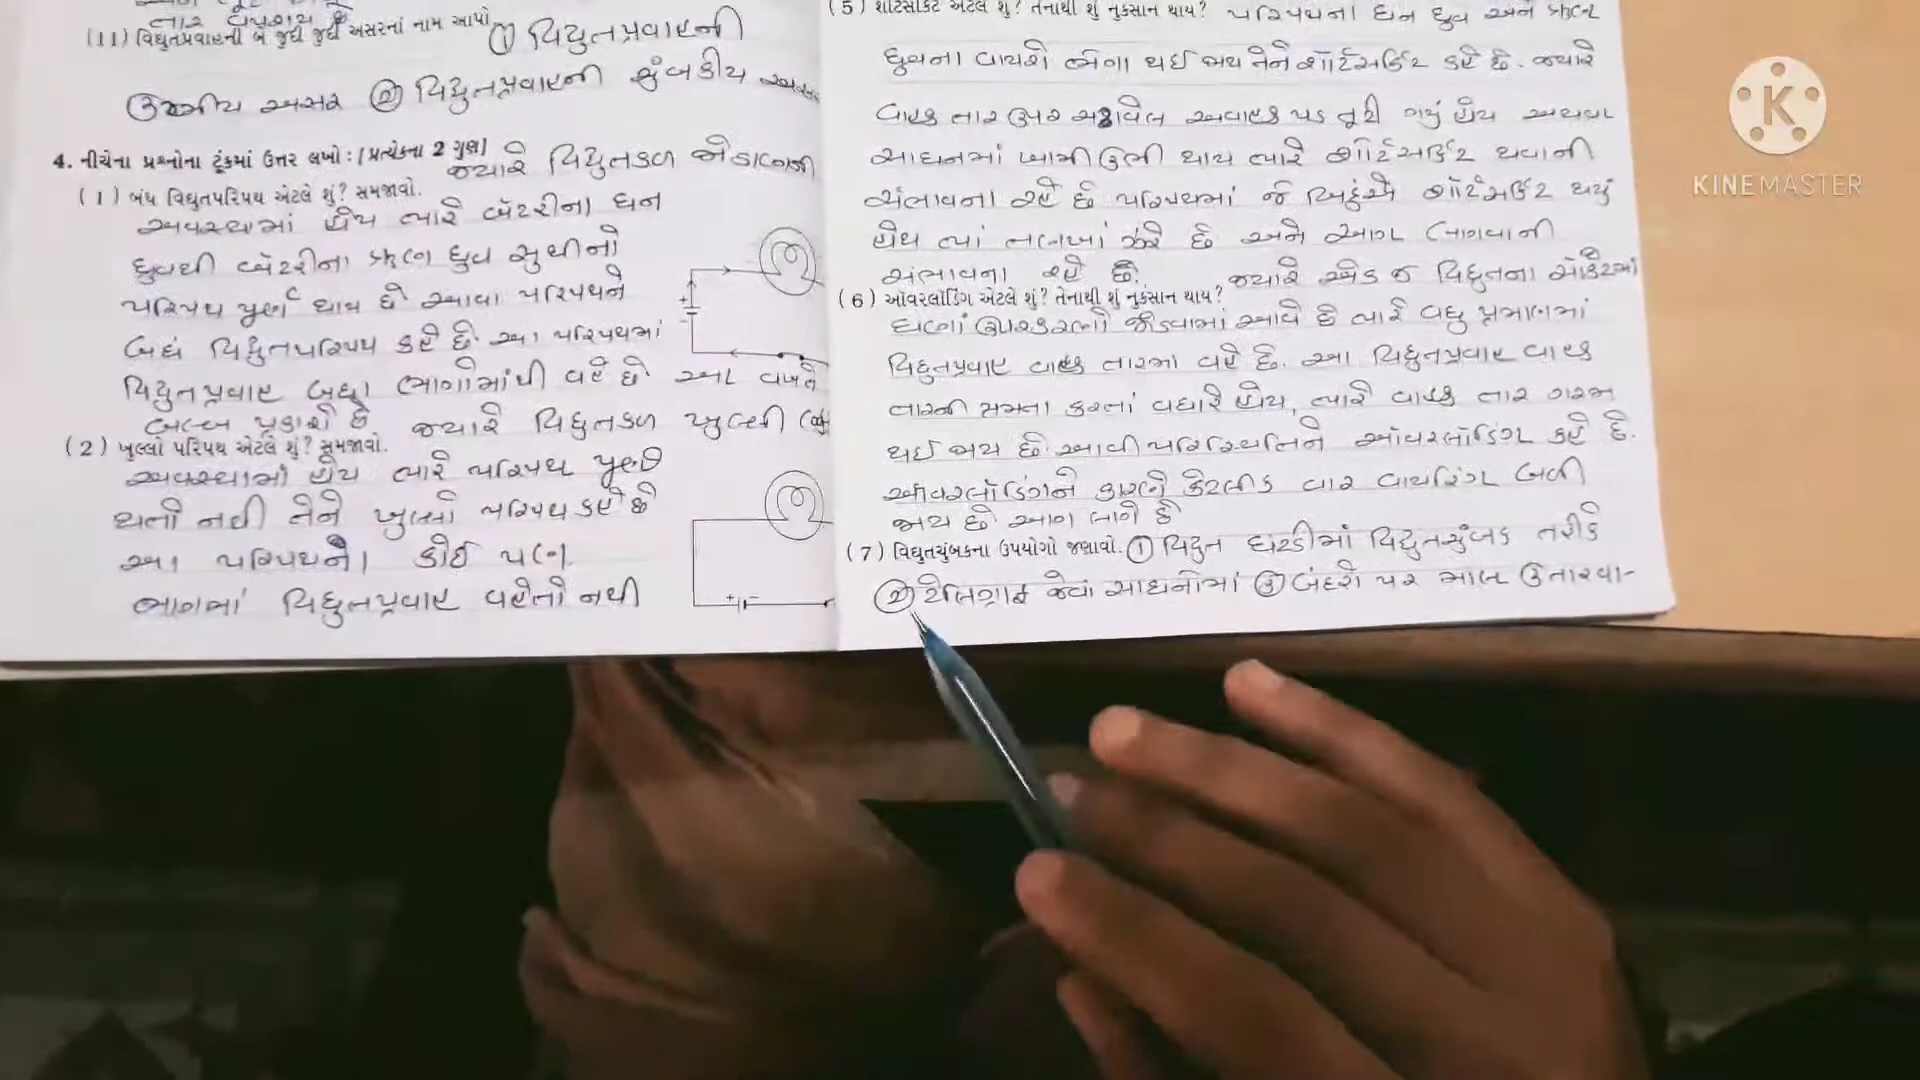 તાર વપરાય છે
(11) વિદ્યુતપ્રવાહની બે જુદી જુદી અસરનાં નામ આપો. ① વિદ્યુતપ્રવાહની
ઉષ્મીય અસર ② વિદ્યુતપ્રવાહની ચુંબકીય અસર
4. નીચેના પ્રશ્નોના ટૂંકમાં ઉત્તર લખો : [પ્રત્યેકના 2 ગુણ]
(1) બંધ વિદ્યુતપરિપથ એટલે શું? સમજાવો.
જ્યારે વિદ્યુતકળ જોડાણની
અવસ્થામાં હોય ત્યારે બૅટરીના ધન
ધ્રુવથી બૅટરીના ઋણ ધ્રુવ સુધીનો
પરિપથ પૂર્ણ થાય છે આવા પરિપથને
બંધ વિદ્યુતપરિપથ કહે છે. આ પરિપથમાં
વિદ્યુતપ્રવાહ બધા ભાગોમાંથી વહે છે આ વખતે
બલ્બ પ્રકાશે છે
(2) ખુલ્લો પરિપથ એટલે શું? સમજાવો.
જ્યારે વિદ્યુતકળ ખુલ્લી
અવસ્થામાં હોય ત્યારે પરિપથ પૂર્ણ
થતો નથી તેને ખુલ્લો પરિપથ કહે છે
આ પરિપથને કોઈ પણ
ભાગમાં વિદ્યુતપ્રવાહ વહેતો નથી
+
–
+ –
(5) શૉર્ટસર્કિટ એટલે શું? તેનાથી શું નુકસાન થાય? પરિપથના ધન ધ્રુવ અને ઋણ
ધ્રુવના વાયરો ભેગા થઈ જાય તેને શૉર્ટસર્કિટ કહે છે. જ્યારે
વાહક તાર ઉપર ચડાવેલ અવાહક પડ તૂટી ગયું હોય અથવા
સાધનમાં ખામી ઉભી થાય ત્યારે શૉર્ટસર્કિટ થવાની
સંભાવના રહે છે પરિપથમાં જે બિંદુએ શૉર્ટસર્કિટ થયું
હોય ત્યાં તણખાં ઝરે છે અને આગ લાગવાની
સંભાવના રહે છે.
(6) ઑવરલોડિંગ એટલે શું? તેનાથી શું નુકસાન થાય?
જ્યારે એક જ વિદ્યુતના સૉકેટમાં
ઘણાં ઉપકરણો જોડવામાં આવે છે ત્યારે વધુ પ્રમાણમાં
વિદ્યુતપ્રવાહ વાહક તારમાં વહે છે. આ વિદ્યુતપ્રવાહ વાહક
તારની ક્ષમતા કરતાં વધારે હોય, ત્યારે વાહક તાર ગરમ
થઈ જાય છે. આવી પરિસ્થિતિને ઑવરલૉડિંગ કહે છે.
ઑવરલૉડિંગને કારણે કેટલીક વાર વાયરિંગ બળી
જાય છે આગ લાગે છે
(7) વિદ્યુતચુંબકના ઉપયોગો જણાવો. ① વિદ્યુત ઘંટડીમાં વિદ્યુતચુંબક તરીકે
② ટેલિગ્રાફ જેવાં સાધનોમાં ③ બંદરો પર માલ ઉતારવા-
K
KINEMASTER